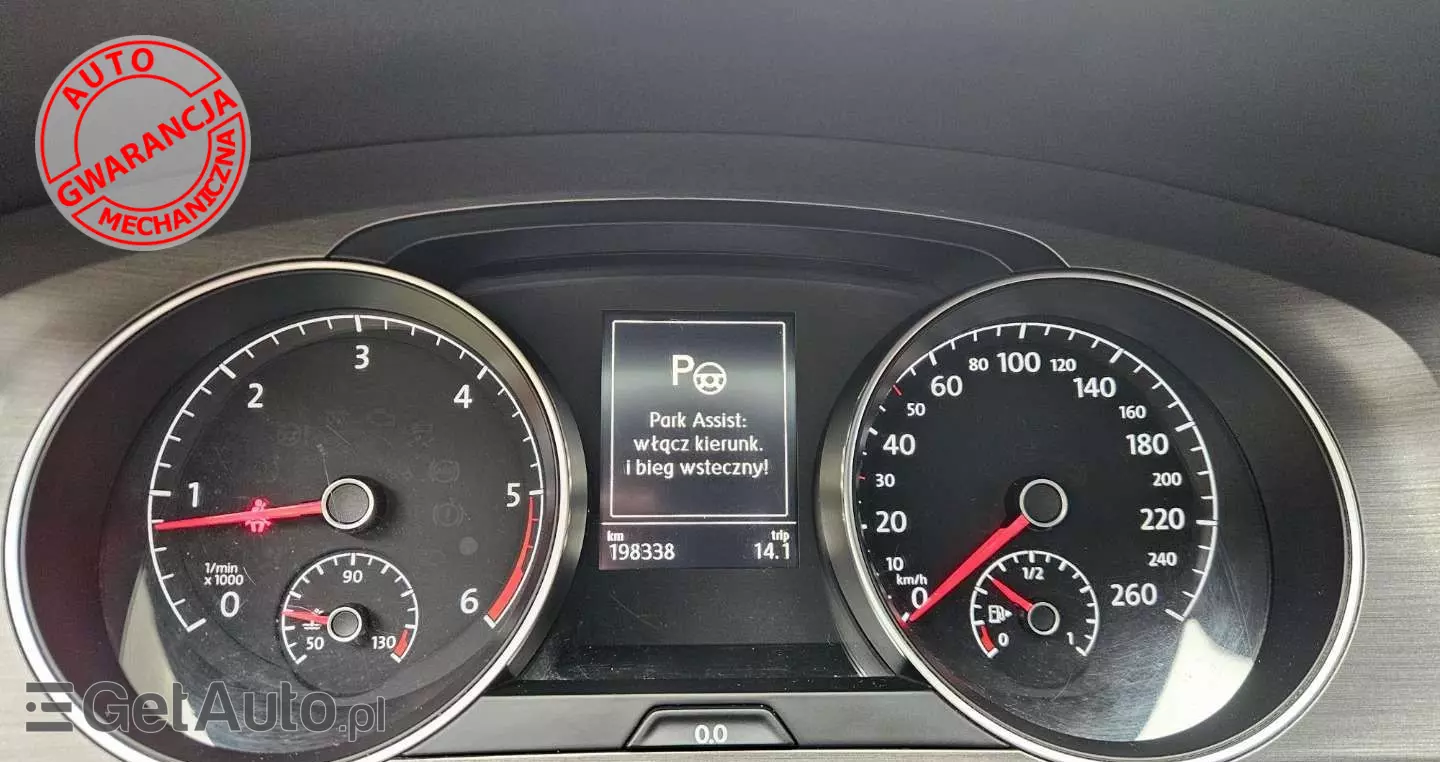 AUTO
GWARANCJA
MECHANICZNA
P
Park Assist:
włącz kierunk.
i bieg wsteczny!
km trip
198338 14.1
0 1 2 3 4 5 6
1/min
x 1000
50 90 130
0 10 20 30 40 50 60 80 100 120 140 160 180 200 220 240 260
km/h
0 1/2 1
0.0
GetAuto.pl